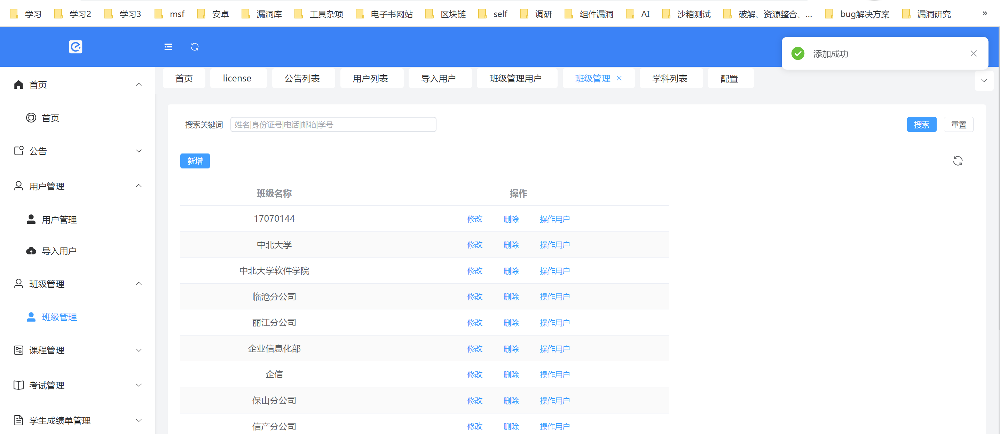 学习 学习2 学习3 msf 安卓 漏洞库 工具杂项 电子书网站 区块链 self 调研 组件漏洞 AI 沙箱测试 破解、资源整合、... bug解决方案 漏洞研究 »
添加成功
首页 license 公告列表 用户列表 导入用户 班级管理用户 班级管理 学科列表 配置
首页
首页
公告
用户管理
用户管理
导入用户
班级管理
班级管理
课程管理
考试管理
学生成绩单管理
搜索关键词 姓名|身份证号|电话|邮箱|学号 搜索 重置
新增
班级名称 操作
17070144 修改 删除 操作用户
中北大学 修改 删除 操作用户
中北大学软件学院 修改 删除 操作用户
临沧分公司 修改 删除 操作用户
丽江分公司 修改 删除 操作用户
企业信息化部 修改 删除 操作用户
企信 修改 删除 操作用户
保山分公司 修改 删除 操作用户
信产分公司 修改 删除 操作用户